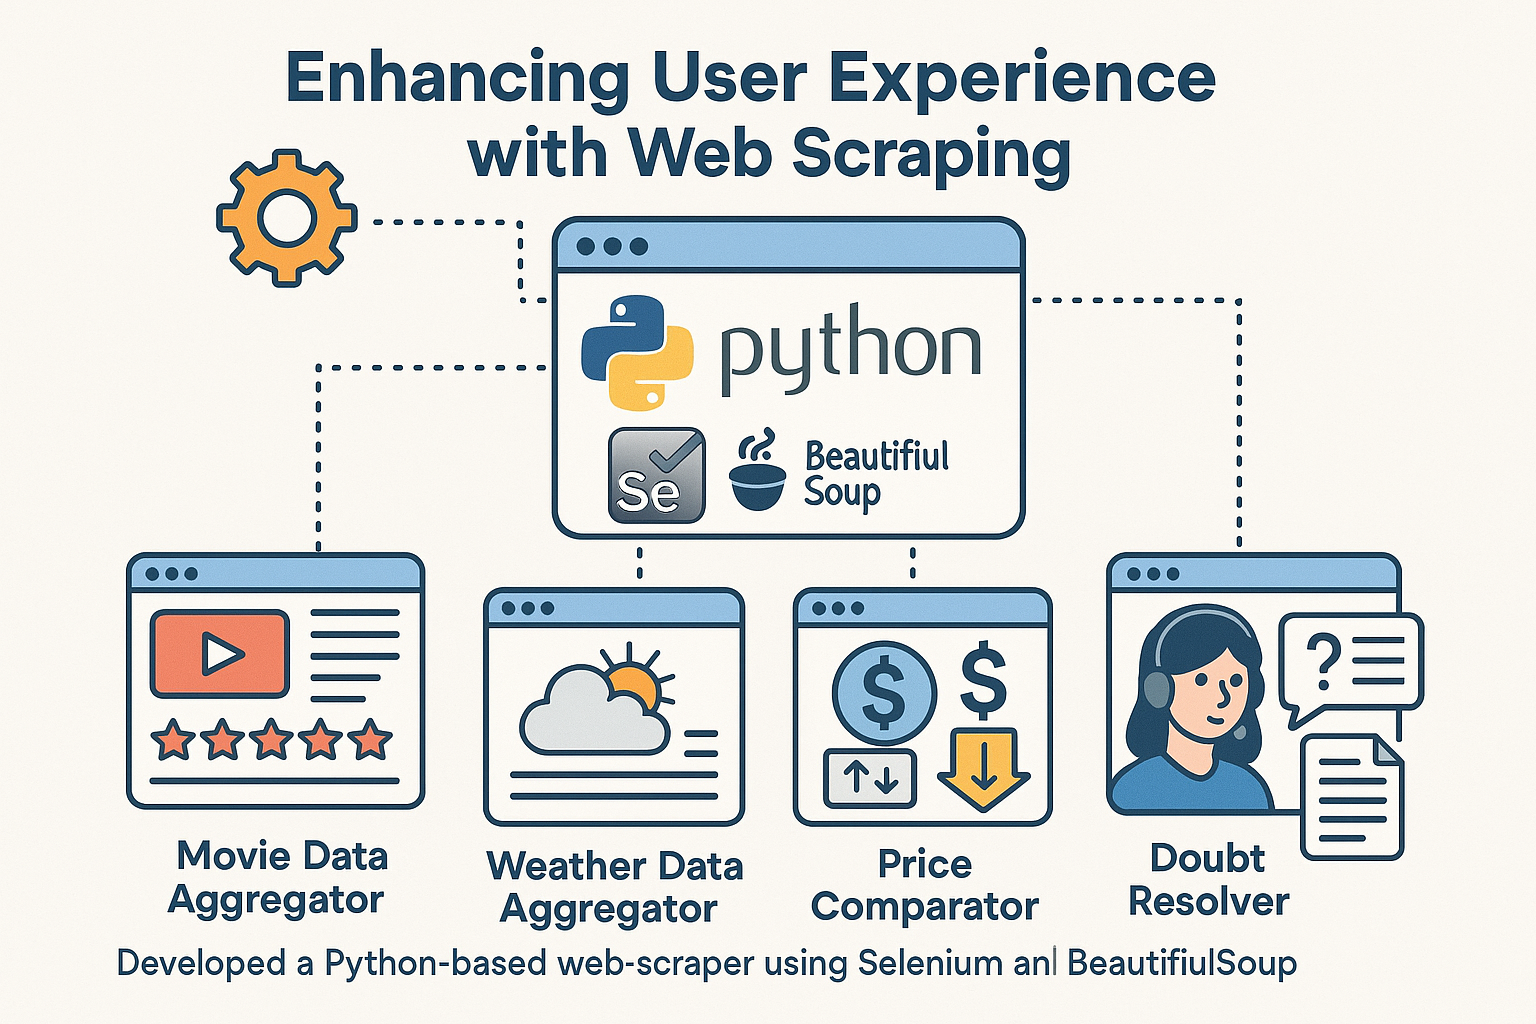 Enhancing User Experience
with Web Scraping
python
Se
Beautifiul
Soup
$
$
?
Movie Data
Aggregator
Weather Data
Aggregator
Price
Comparator
Doubt
Resolver
Developed a Python-based web-scraper using Selenium an| BeautifiulSoup